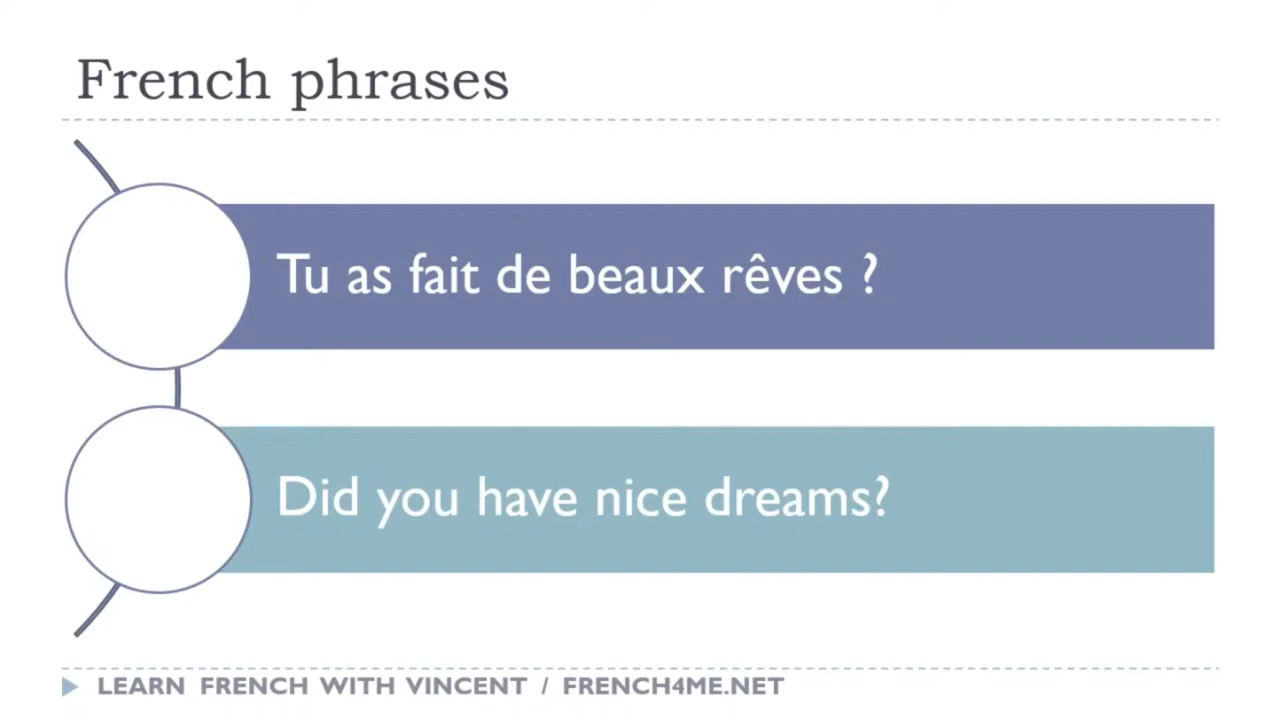 French phrases
Tu as fait de beaux rêves ?
Did you have nice dreams?
LEARN FRENCH WITH VINCENT / FRENCH4ME.NET